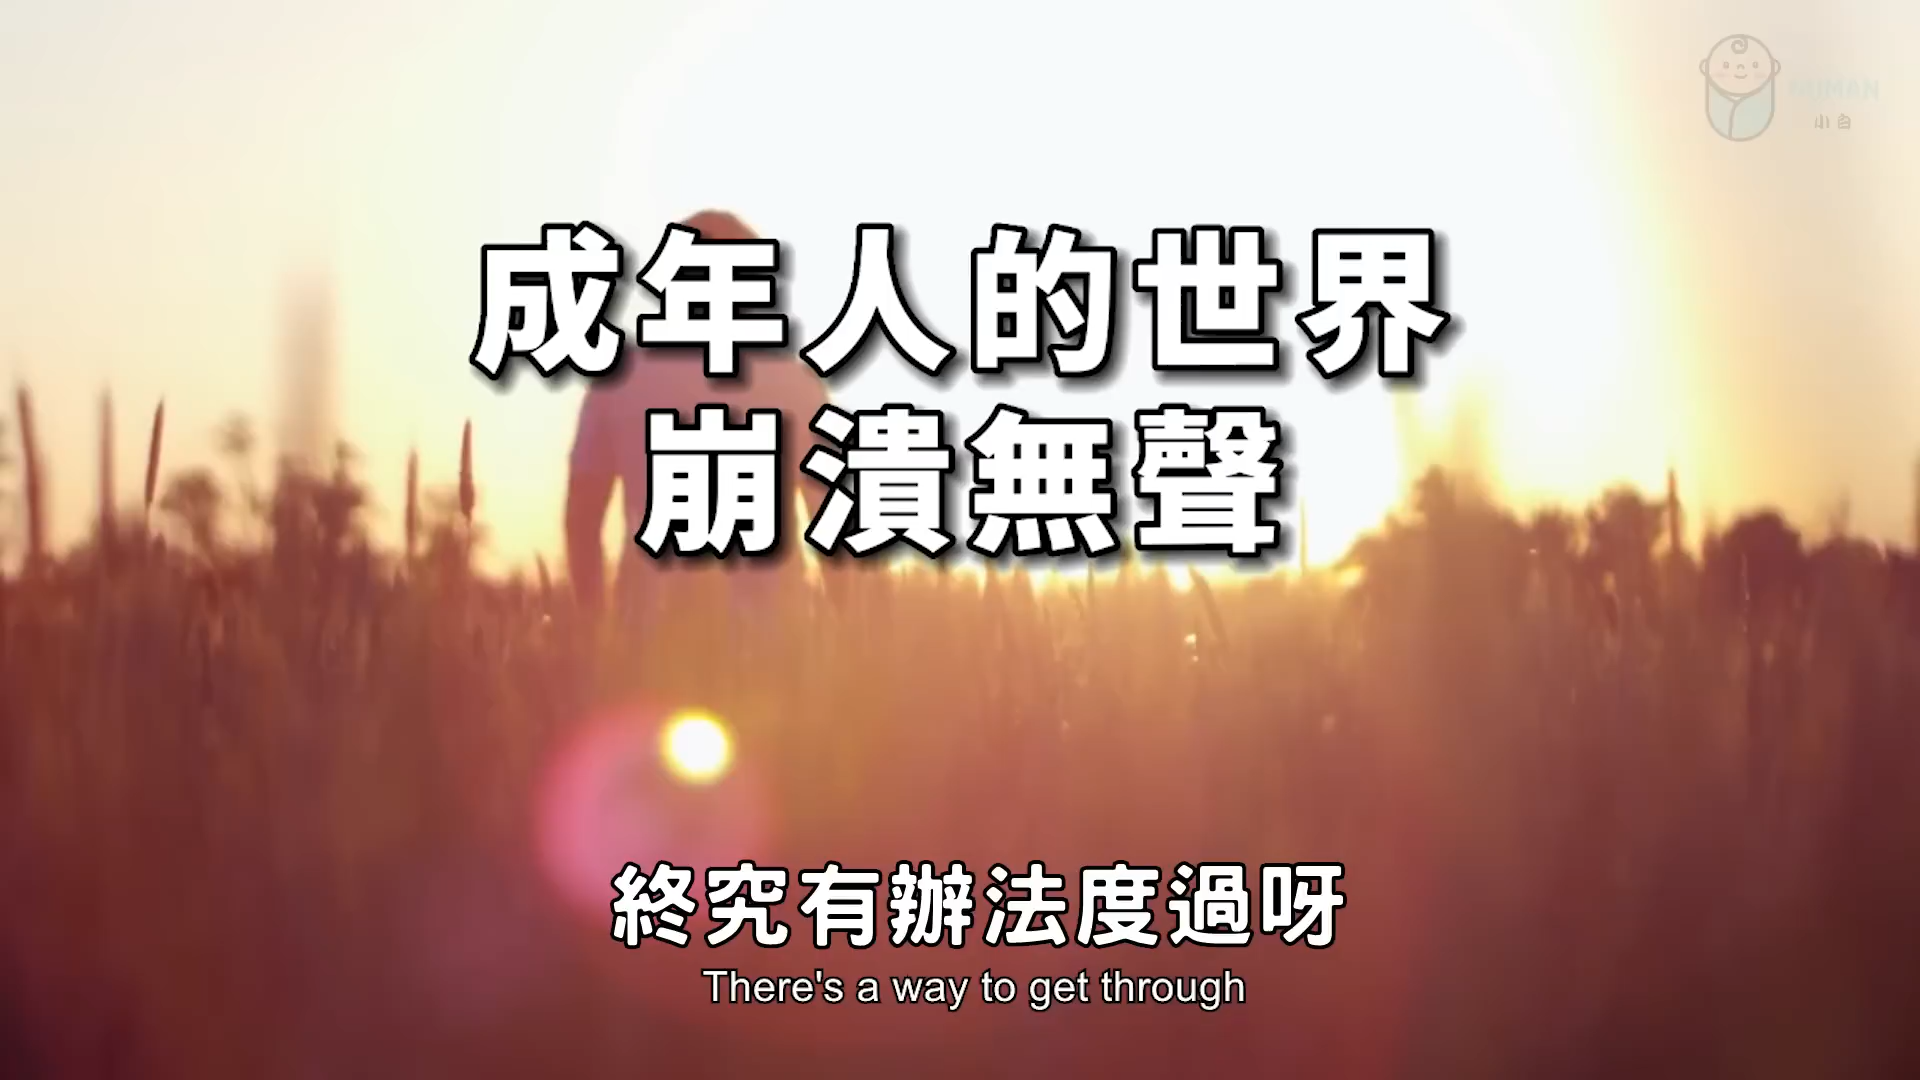 小白
成年人的世界
崩潰無聲
終究有辦法度過呀
There's a way to get through